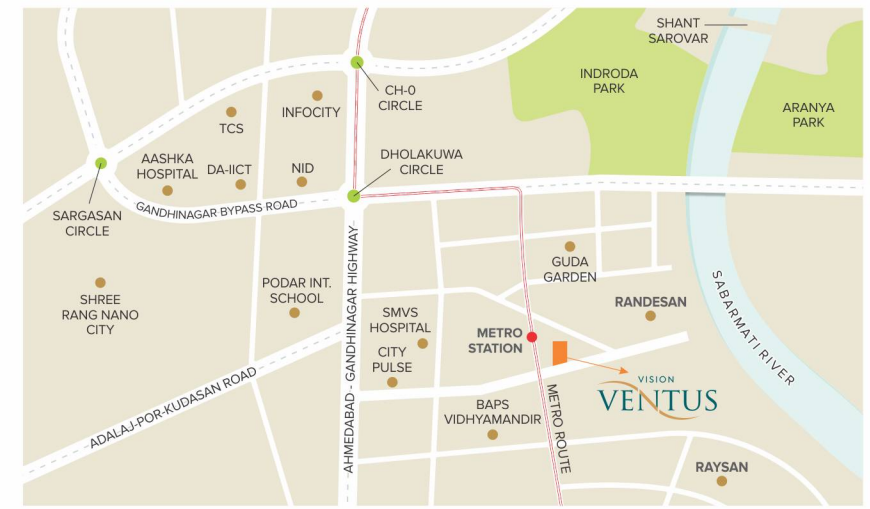 SHANT
SAROVAR
INDRODA
PARK
ARANYA
PARK
CH-0
CIRCLE
INFOCITY
TCS
DHOLAKUWA
CIRCLE
AASHKA
HOSPITAL
DA-IICT
NID
GANDHINAGAR BYPASS ROAD
SARGASAN
CIRCLE
SHREE
RANG NANO
CITY
PODAR INT.
SCHOOL
AHMEDABAD - GANDHINAGAR HIGHWAY
GUDA
GARDEN
RANDESAN
SABARMATI RIVER
SMVS
HOSPITAL
CITY
PULSE
METRO
STATION
VISION
VENTUS
ADALAJ-POR-KUDASAN ROAD
BAPS
VIDHYAMANDIR
METRO ROUTE
RAYSAN